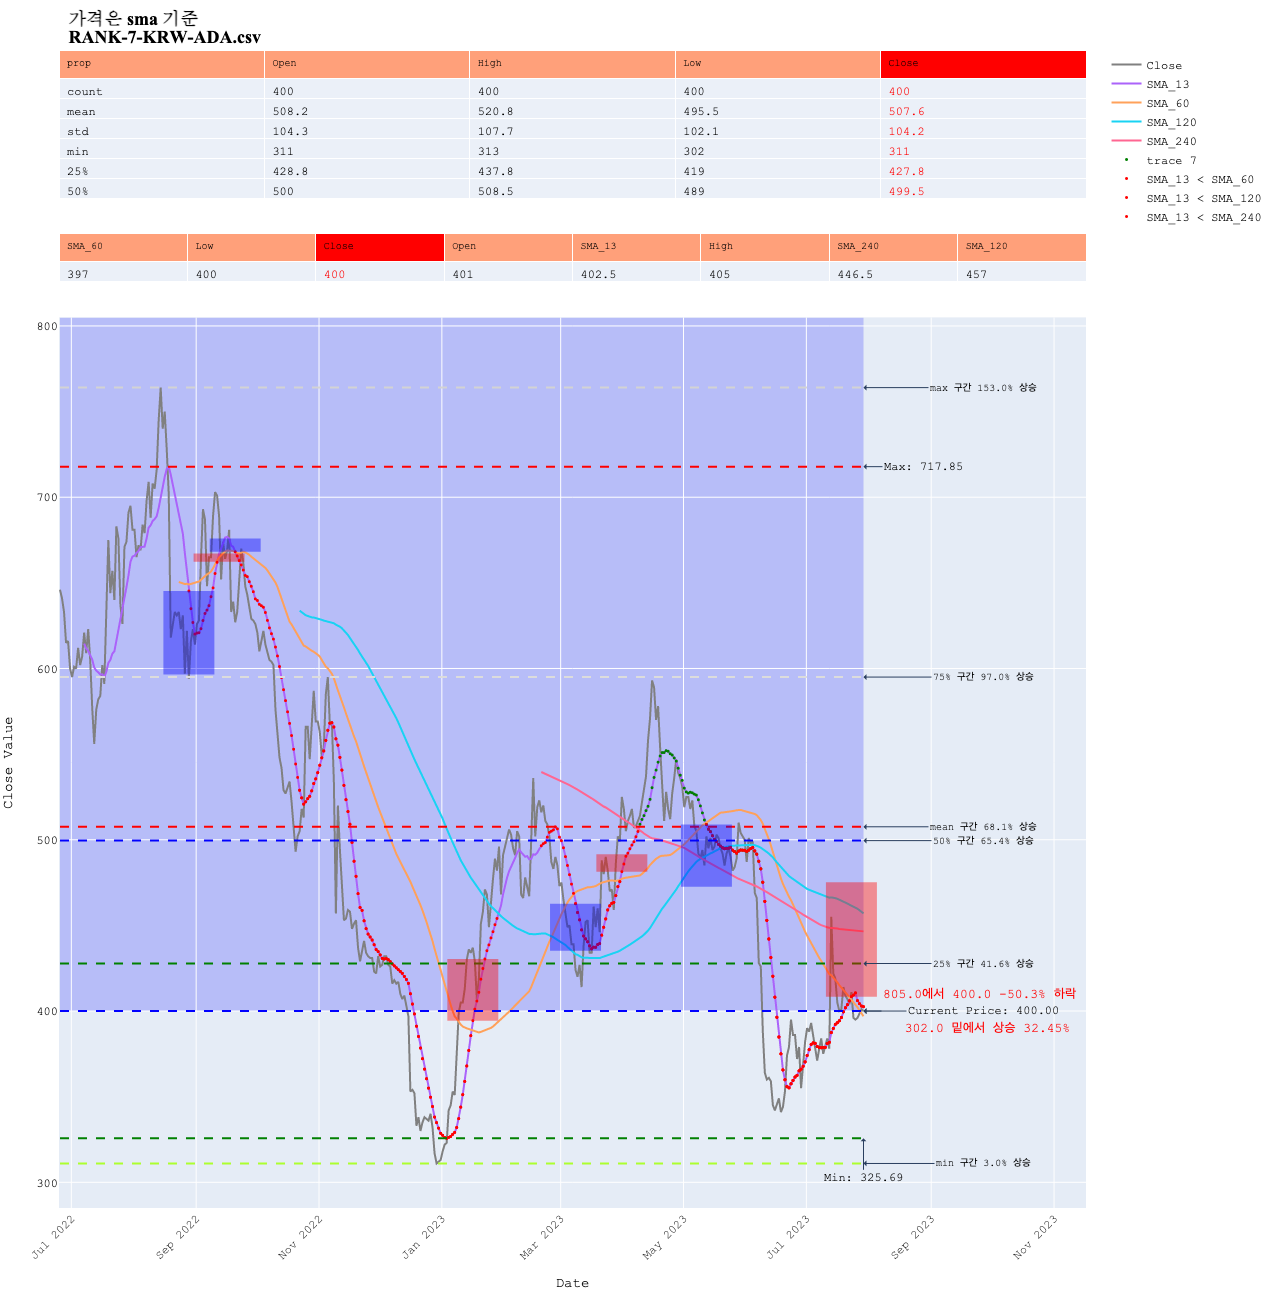 가격은 sma 기준
RANK-7-KRW-ADA.csv
prop Open High Low Close
count 400 400 400 400
mean 508.2 520.8 495.5 507.6
std 104.3 107.7 102.1 104.2
min 311 313 302 311
25% 428.8 437.8 419 427.8
50% 500 508.5 489 499.5
SMA_60 Low Close Open SMA_13 High SMA_240 SMA_120
397 400 400 401 402.5 405 446.5 457
Close
SMA_13
SMA_60
SMA_120
SMA_240
trace 7
SMA_13 < SMA_60
SMA_13 < SMA_120
SMA_13 < SMA_240
800
700
600
500
400
300
Close Value
max 구간 153.0% 상승
Max: 717.85
75% 구간 97.0% 상승
mean 구간 68.1% 상승
50% 구간 65.4% 상승
25% 구간 41.6% 상승
805.0에서 400.0 -50.3% 하락
Current Price: 400.00
302.0 밑에서 상승 32.45%
min 구간 3.0% 상승
Min: 325.69
Jul 2022
Sep 2022
Nov 2022
Jan 2023
Mar 2023
May 2023
Jul 2023
Sep 2023
Nov 2023
Date